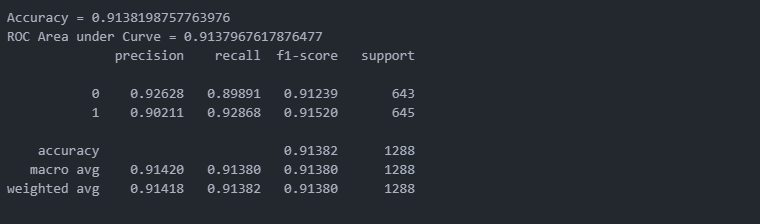 Accuracy = 0.9138198757763976
ROC Area under Curve = 0.9137967617876477
precision recall f1-score support
0 0.92628 0.89891 0.91239 643
1 0.90211 0.92868 0.91520 645
accuracy 0.91382 1288
macro avg 0.91420 0.91380 0.91380 1288
weighted avg 0.91418 0.91382 0.91380 1288